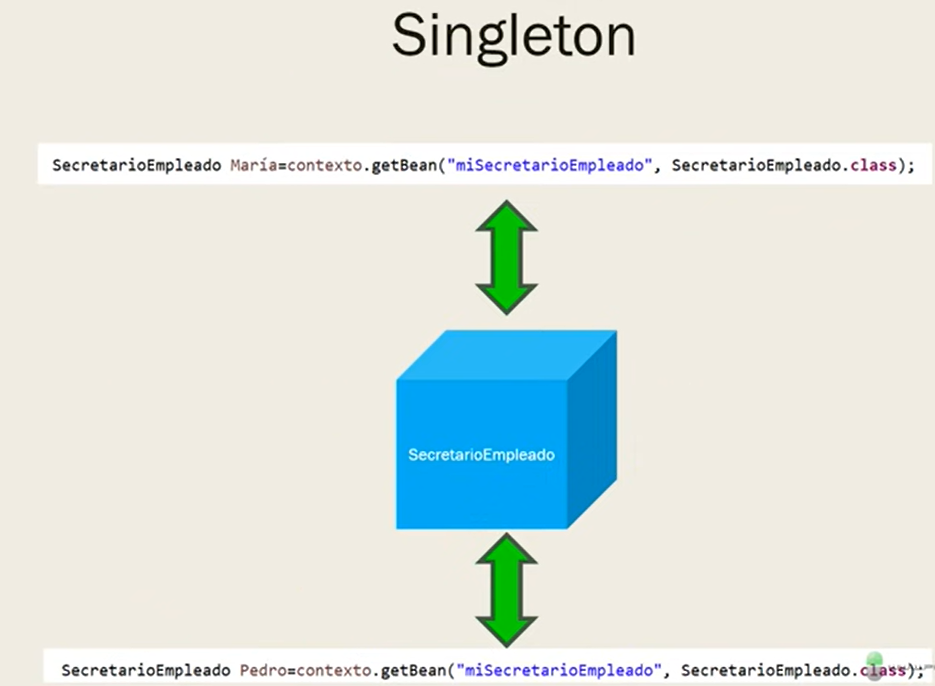 Singleton
SecretarioEmpleado María=contexto.getBean("miSecretarioEmpleado", SecretarioEmpleado.class);
SecretarioEmpleado
SecretarioEmpleado Pedro=contexto.getBean("miSecretarioEmpleado", SecretarioEmpleado.class);